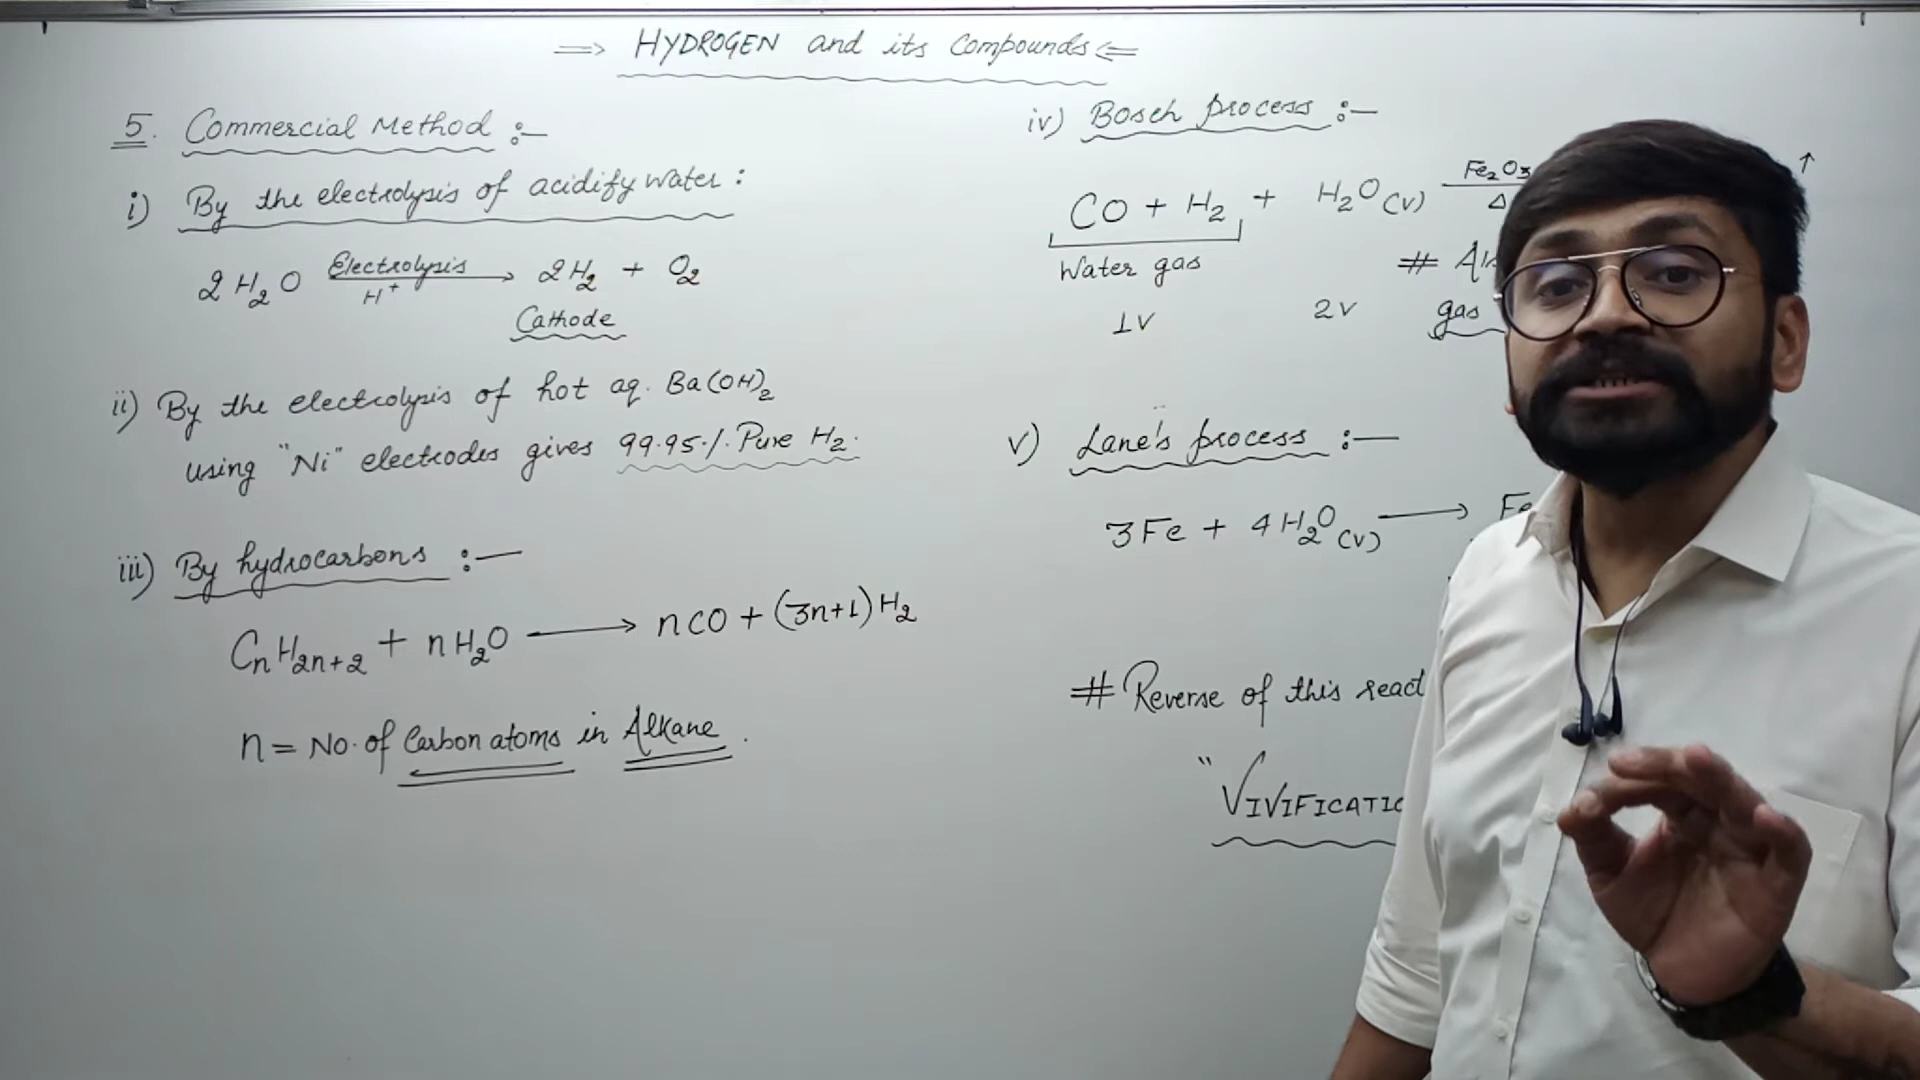 ⇒ HYDROGEN and its Compounds ⇐
5. Commercial Method :–
i) By the electrolysis of acidify water :
2H₂O Electrolysis → 2H₂ + O₂
H⁺
Cathode
ii) By the electrolysis of hot aq. Ba(OH)₂
using "Ni" electrodes gives 99.95% Pure H₂.
iii) By hydrocarbons :–
CnH2n+2 + nH₂O → nCO + (3n+1)H₂
n = No. of Carbon atoms in Alkane.
iv) Bosch process :–
CO + H₂ + H₂O(v) Fe₂O₃ ↑
Δ
Water gas #
1V 2V gas
v) Lane's process :–
3Fe + 4H₂O(v) → Fe
# Reverse of this react
"VIVIFICATIO